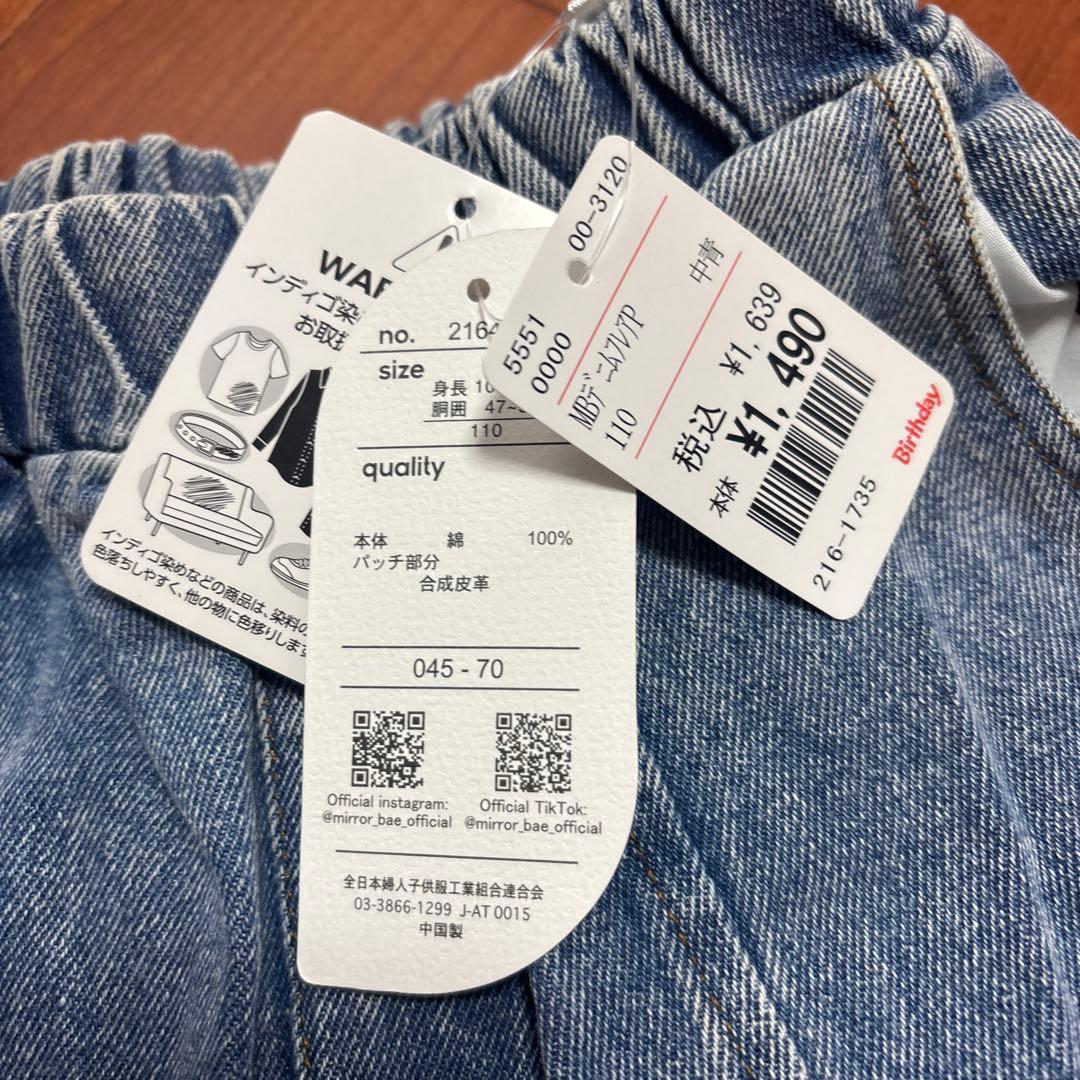 インディゴ染
インディゴ染めなどの商品は、染料の
色落ちしやすく、他の物に色移りします
no. 2164
size
身長
胴囲 47~
110
quality
本体 綿 100%
パッチ部分
合成皮革
045 - 70
Official instagram:
@mirror_bae_official
Official TikTok:
@mirror_bae_official
全日本婦人子供服工業組合連合会
03-3866-1299 J-AT 0015
中国製
00-3120
5551
0000
中青
MBデニムフレアP
110
税込 ¥1,639
本体 ¥1,490
216-1735
Birthday